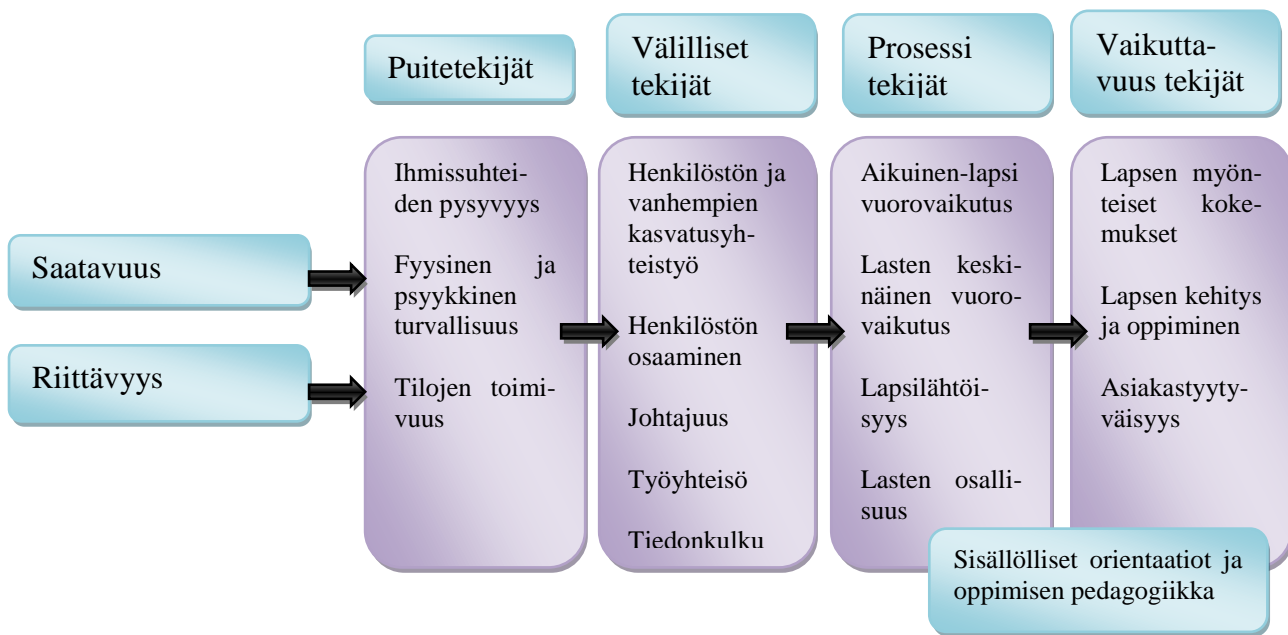 Puitetekijät
Välilliset
tekijät
Prosessi
tekijät
Vaikutta-
vuus tekijät
Saatavuus
Riittävyys
Ihmissuhtei-
den pysyvyys
Fyysinen ja
psyykkinen
turvallisuus
Tilojen toimi-
vuus
Henkilöstön ja
vanhempien
kasvatusyh-
teistyö
Henkilöstön
osaaminen
Johtajuus
Työyhteisö
Tiedonkulku
Aikuinen-lapsi
vuorovaikutus
Lasten keski-
näinen vuoro-
vaikutus
Lapsilähtöi-
syys
Lasten osalli-
suus
Lapsen myön-
teiset koke-
mukset
Lapsen kehitys
ja oppiminen
Asiakastyyty-
väisyys
Sisällölliset orientaatiot ja
oppimisen pedagogiikka